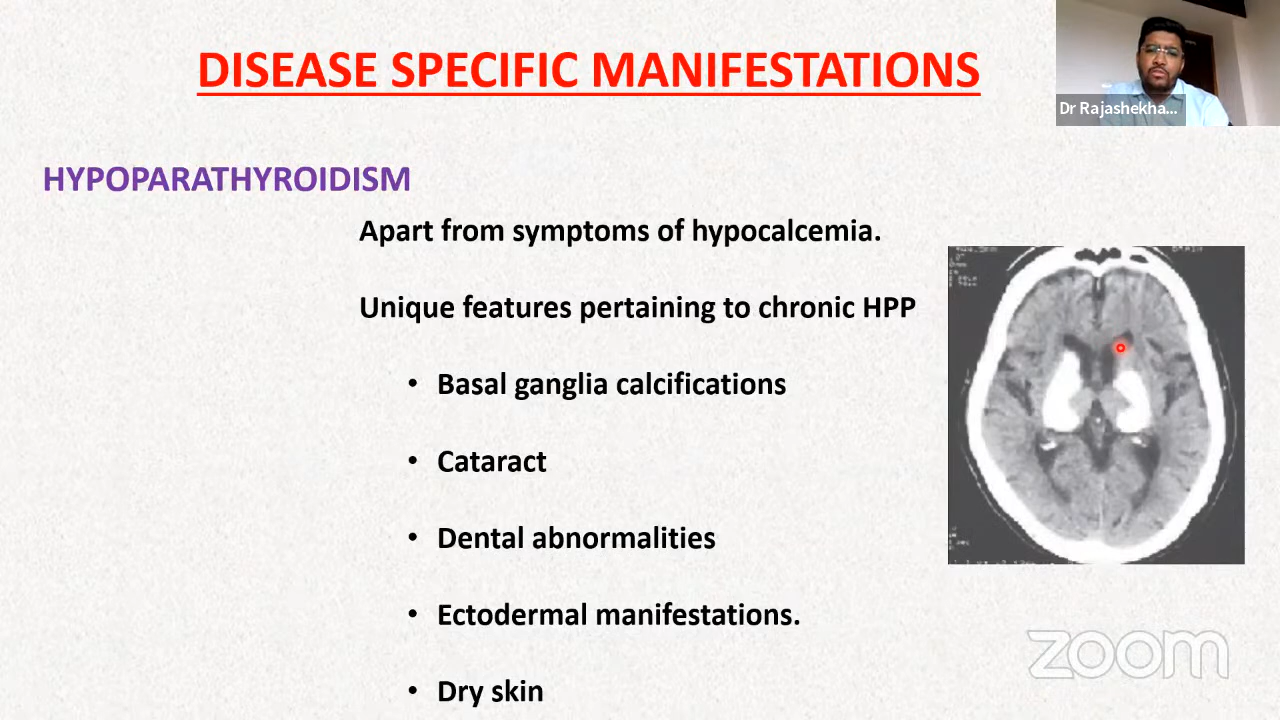 DISEASE SPECIFIC MANIFESTATIONS
Dr Rajashekha...
HYPOPARATHYROIDISM
Apart from symptoms of hypocalcemia.
Unique features pertaining to chronic HPP
• Basal ganglia calcifications
• Cataract
• Dental abnormalities
• Ectodermal manifestations.
• Dry skin
zoom